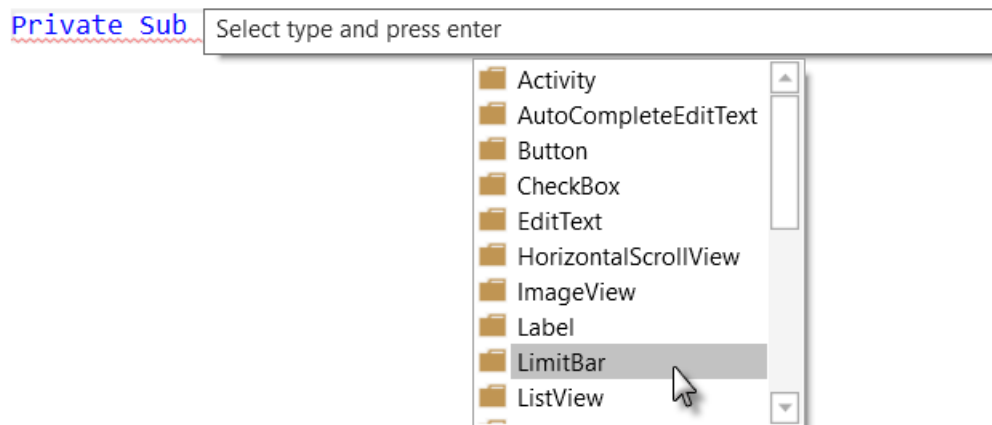 Private Sub
Select type and press enter
Activity
AutoCompleteEditText
Button
CheckBox
EditText
HorizontalScrollView
ImageView
Label
LimitBar
ListView